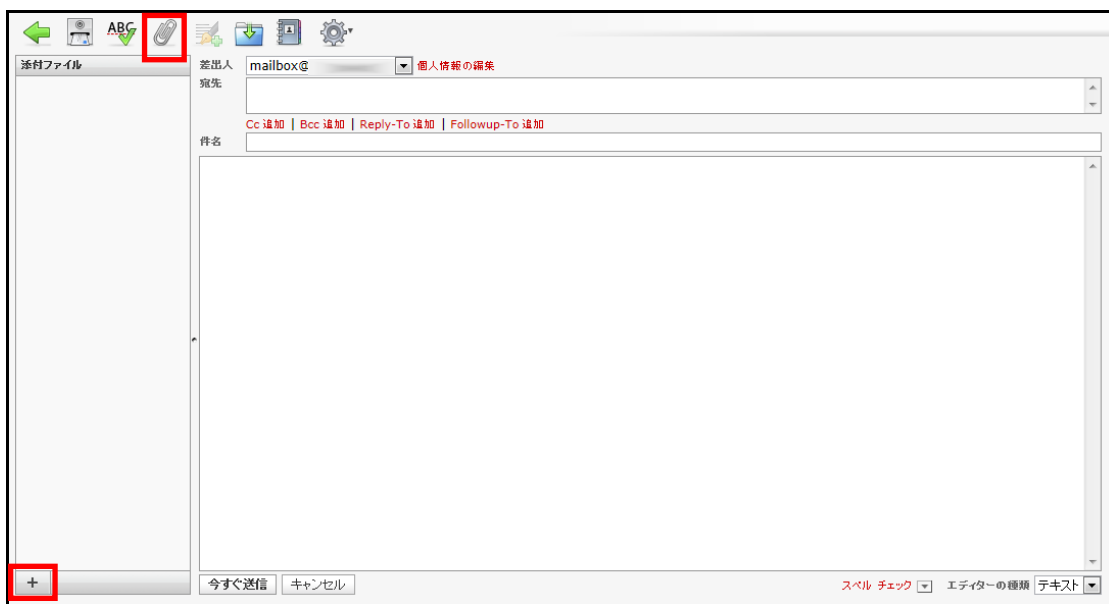 ABC
添付ファイル
差出人 mailbox@ 個人情報の編集
宛先
Cc 追加 | Bcc 追加 | Reply-To 追加 | Followup-To 追加
件名
+ 今すぐ送信 キャンセル スペル チェック エディターの種類 テキスト